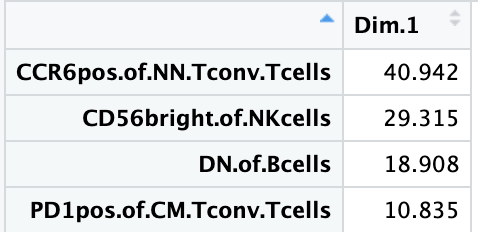 Dim.1
CCR6pos.of.NN.Tconv.Tcells 40.942
CD56bright.of.NKcells 29.315
DN.of.Bcells 18.908
PD1pos.of.CM.Tconv.Tcells 10.835